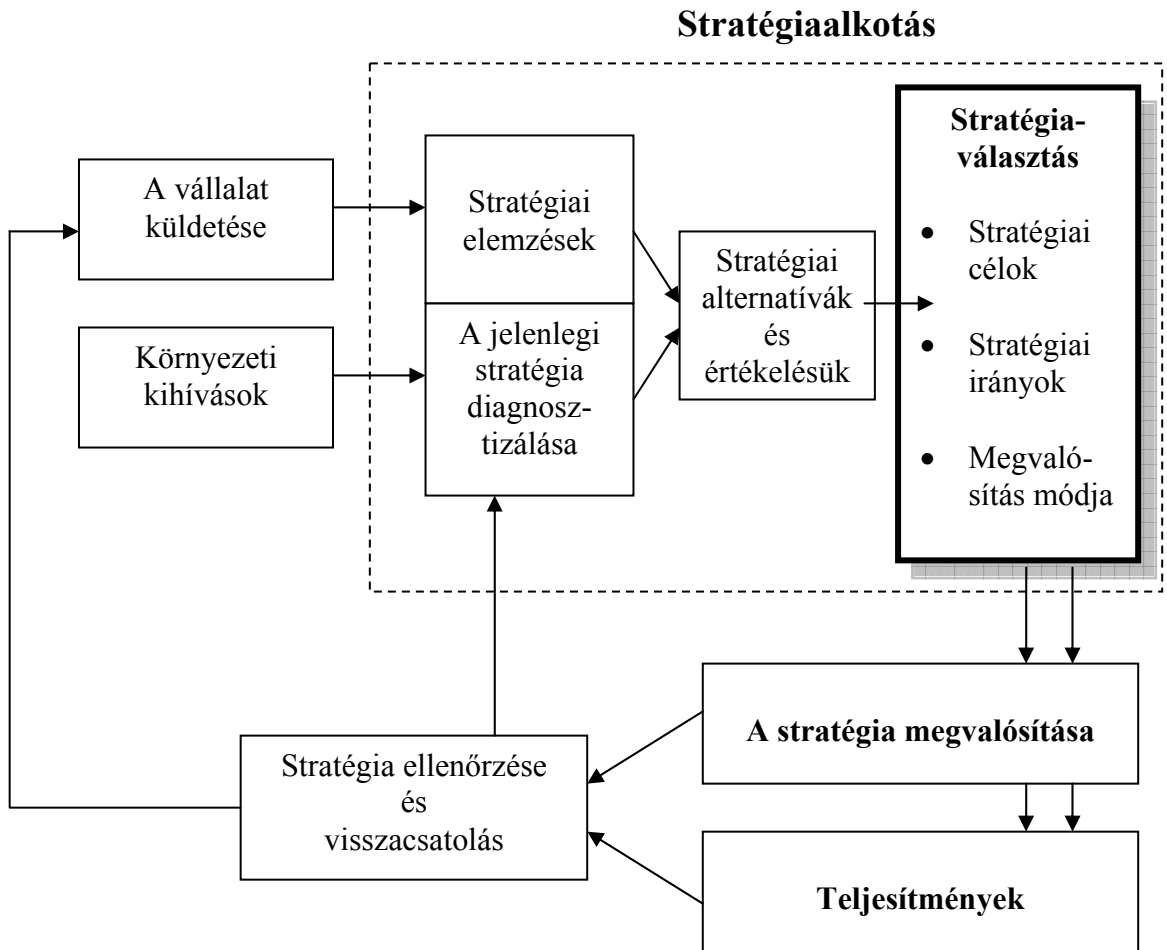 Stratégiaalkotás
A vállalat
küldetése
Környezeti
kihívások
Stratégiai
elemzések
A jelenlegi
stratégia
diagnosz-
tizálása
Stratégiai
alternatívák
és
értékelésük
Stratégia-
választás
• Stratégiai
célok
• Stratégiai
irányok
• Megvaló-
sítás módja
A stratégia megvalósítása
Stratégia ellenőrzése
és
visszacsatolás
Teljesítmények